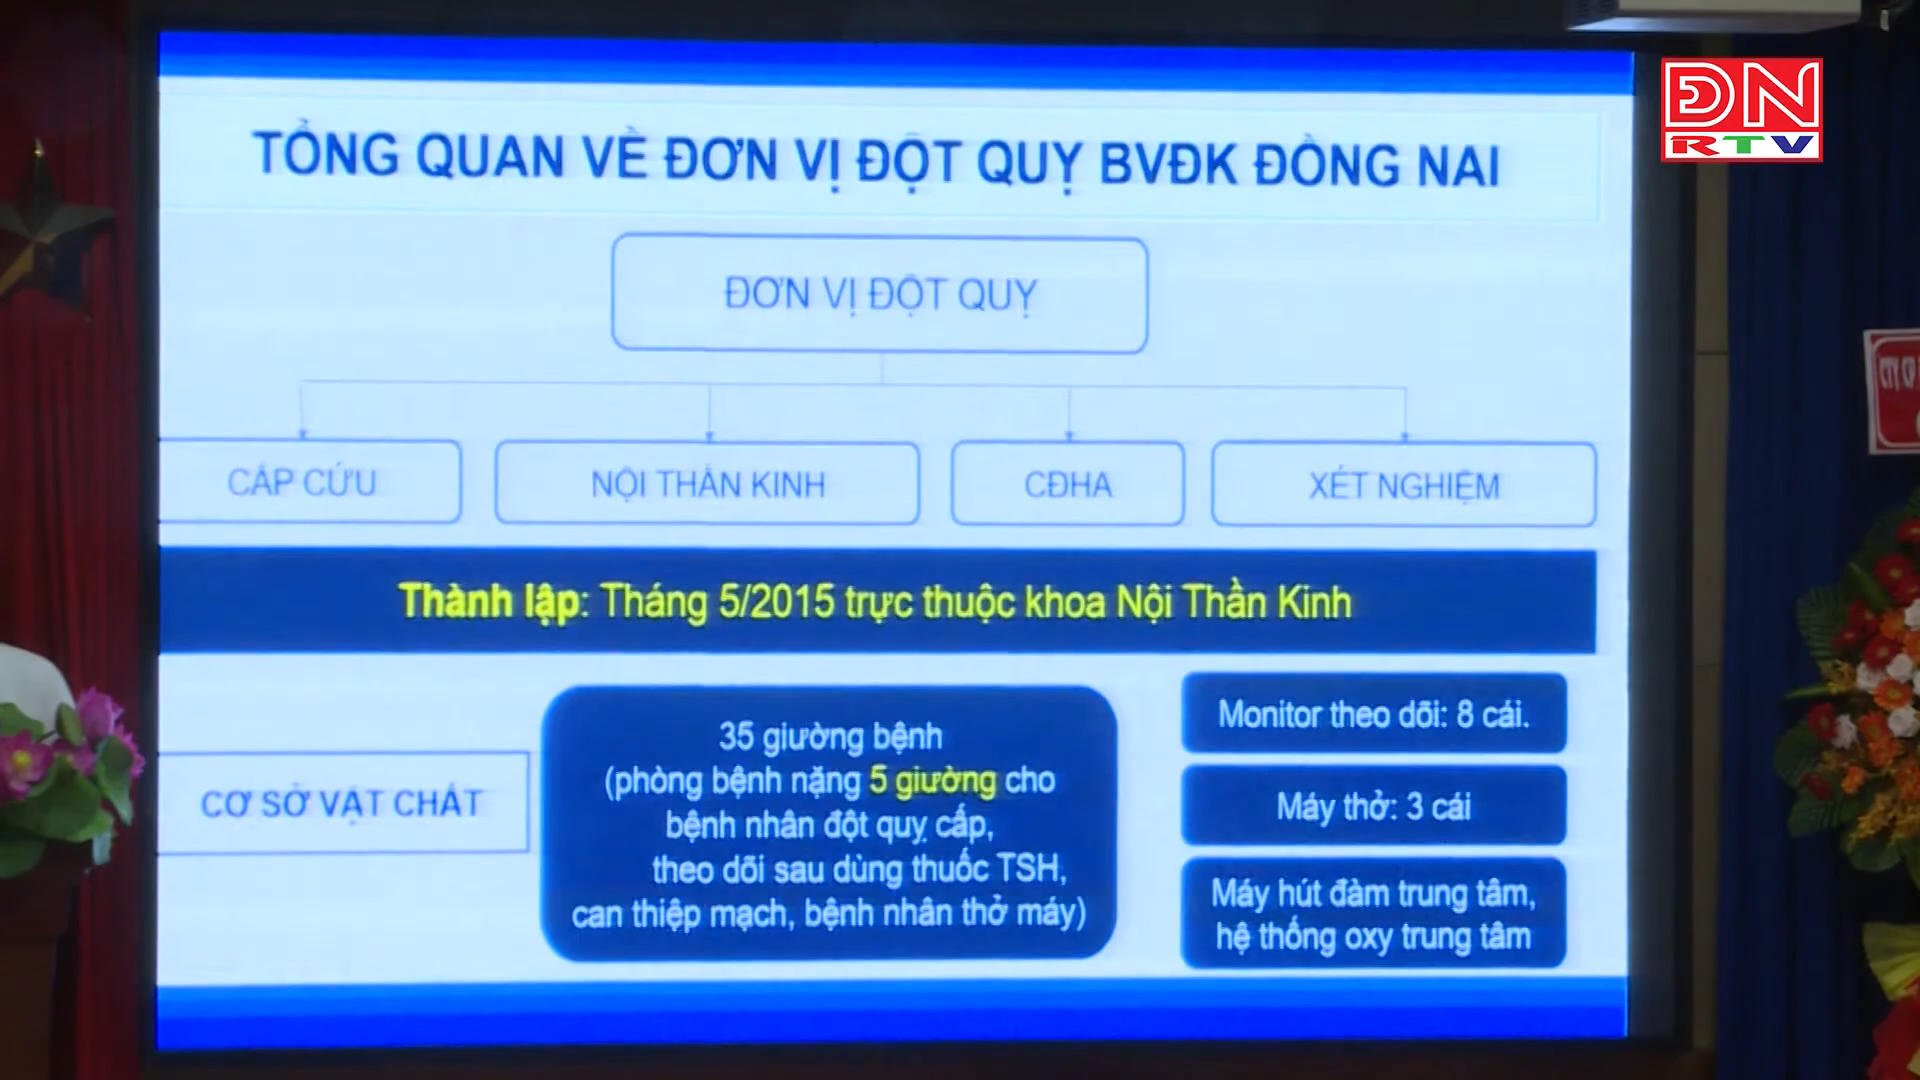 ĐN
RTV
TỔNG QUAN VỀ ĐƠN VỊ ĐỘT QUỴ BVĐK ĐỒNG NAI
ĐƠN VỊ ĐỘT QUỴ
CẤP CỨU
NỘI THẦN KINH
CĐHA
XÉT NGHIỆM
Thành lập: Tháng 5/2015 trực thuộc khoa Nội Thần Kinh
CƠ SỞ VẬT CHẤT
35 giường bệnh
(phòng bệnh nặng 5 giường cho
bệnh nhân đột quỵ cấp,
theo dõi sau dùng thuốc TSH,
can thiệp mạch, bệnh nhân thở máy)
Monitor theo dõi: 8 cái.
Máy thở: 3 cái
Máy hút đàm trung tâm,
hệ thống oxy trung tâm